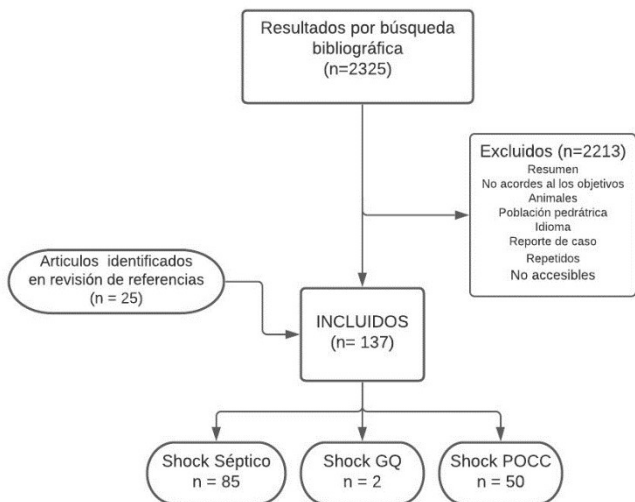 Resultados por búsqueda
bibliográfica
(n=2325)
Excluidos (n=2213)
Resumen
No acordes al los objetivos
Animales
Población pedrátrica
Idioma
Reporte de caso
Repetidos
No accesibles
Articulos identificados
en revisión de referencias
(n = 25)
INCLUIDOS
(n= 137)
Shock Séptico
n = 85
Shock GQ
n = 2
Shock POCC
n = 50